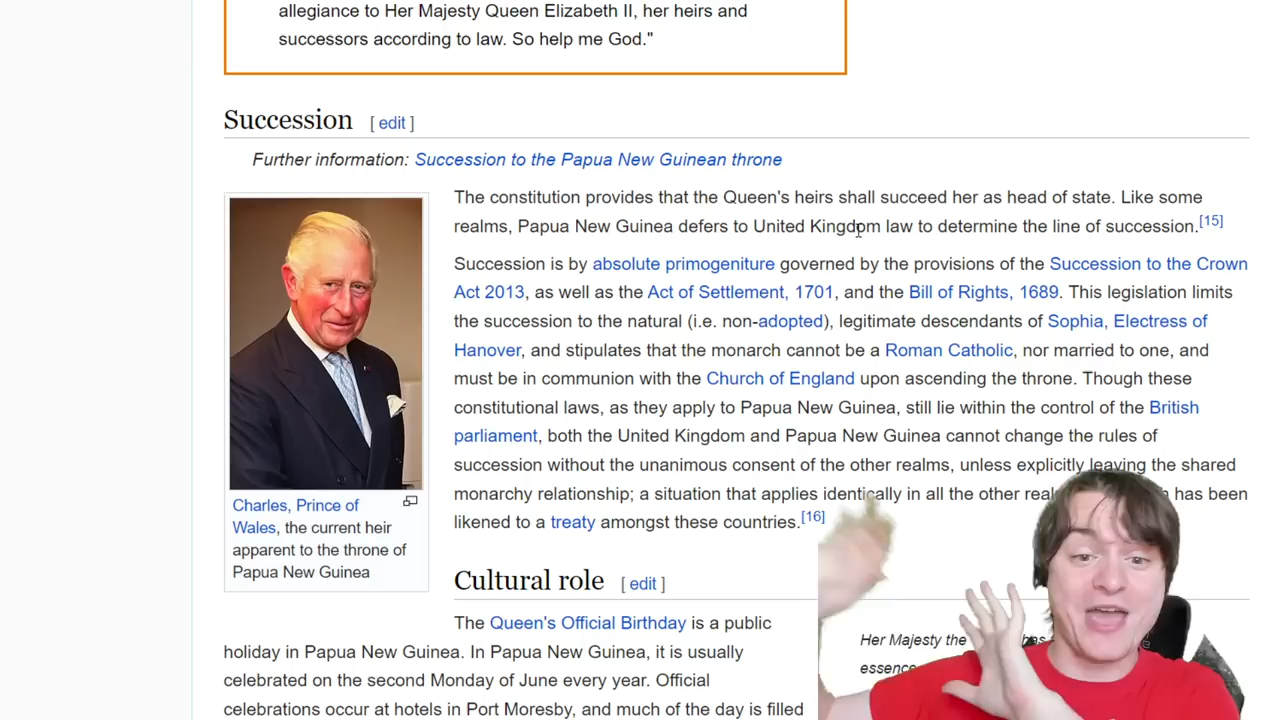 allegiance to Her Majesty Queen Elizabeth II, her heirs and
successors according to law. So help me God."
Succession [ edit ]
Further information: Succession to the Papua New Guinean throne
The constitution provides that the Queen's heirs shall succeed her as head of state. Like some
realms, Papua New Guinea defers to United Kingdom law to determine the line of succession.[15]
Succession is by absolute primogeniture governed by the provisions of the Succession to the Crown
Act 2013, as well as the Act of Settlement, 1701, and the Bill of Rights, 1689. This legislation limits
the succession to the natural (i.e. non-adopted), legitimate descendants of Sophia, Electress of
Hanover, and stipulates that the monarch cannot be a Roman Catholic, nor married to one, and
must be in communion with the Church of England upon ascending the throne. Though these
constitutional laws, as they apply to Papua New Guinea, still lie within the control of the British
parliament, both the United Kingdom and Papua New Guinea cannot change the rules of
succession without the unanimous consent of the other realms, unless explicitly leaving the shared
monarchy relationship; a situation that applies identically in all the other has been
likened to a treaty amongst these countries.[16]
Charles, Prince of
Wales, the current heir
apparent to the throne of
Papua New Guinea
Cultural role [ edit ]
The Queen's Official Birthday is a public
holiday in Papua New Guinea. In Papua New Guinea, it is usually
celebrated on the second Monday of June every year. Official
celebrations occur at hotels in Port Moresby, and much of the day is filled
Her Majesty the has
essence